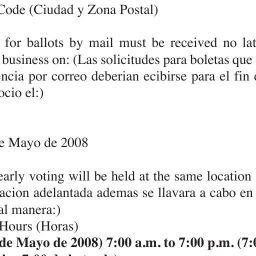 Code (Ciudad y Zona Postal)
for ballots by mail must be received no lat
business on: (Las solicitudes para boletas que
encia por correo deberian ecibirse para el fin d
ocio el:)
e Mayo de 2008
early voting will be held at the same location
acion adelantada ademas se llavara a cabo en
al manera:)
Hours (Horas)
de Mayo de 2008) 7:00 a.m. to 7:00 p.m. (7:0